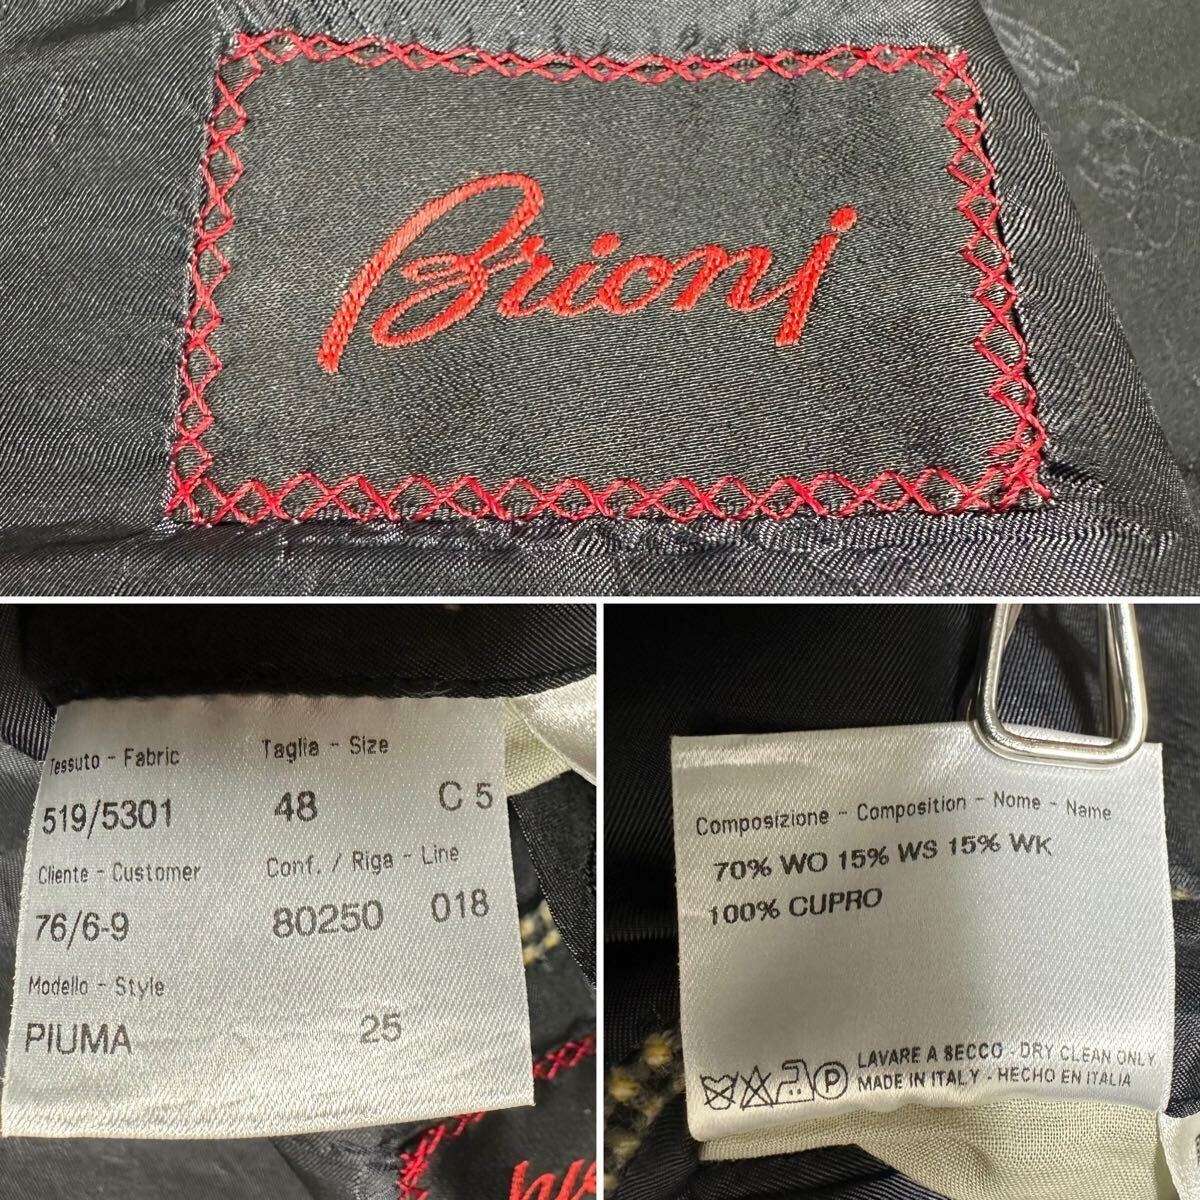 Brioni
Tessuto - Fabric Taglia - Size
519/5301 48 C 5
Cliente - Customer Conf. / Riga - Line
76/6-9 80250 018
Modello - Style
PIUMA 25
Composizione - Composition - Nome - Name
70% WO 15% WS 15% WK
100% CUPRO
P LAVARE A SECCO - DRY CLEAN ONLY
MADE IN ITALY - HECHO EN ITALIA